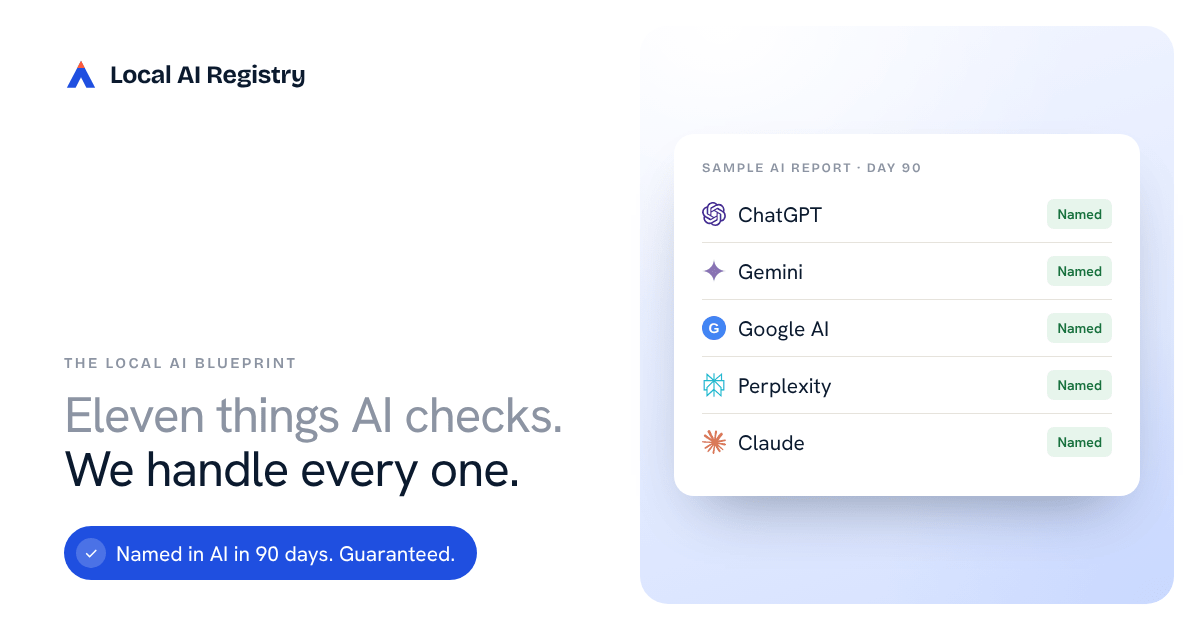 Local AI Registry
THE LOCAL AI BLUEPRINT
Eleven things AI checks.
We handle every one.
Named in AI in 90 days. Guaranteed.
SAMPLE AI REPORT · DAY 90
ChatGPT Named
Gemini Named
G Google AI Named
Perplexity Named
Claude Named